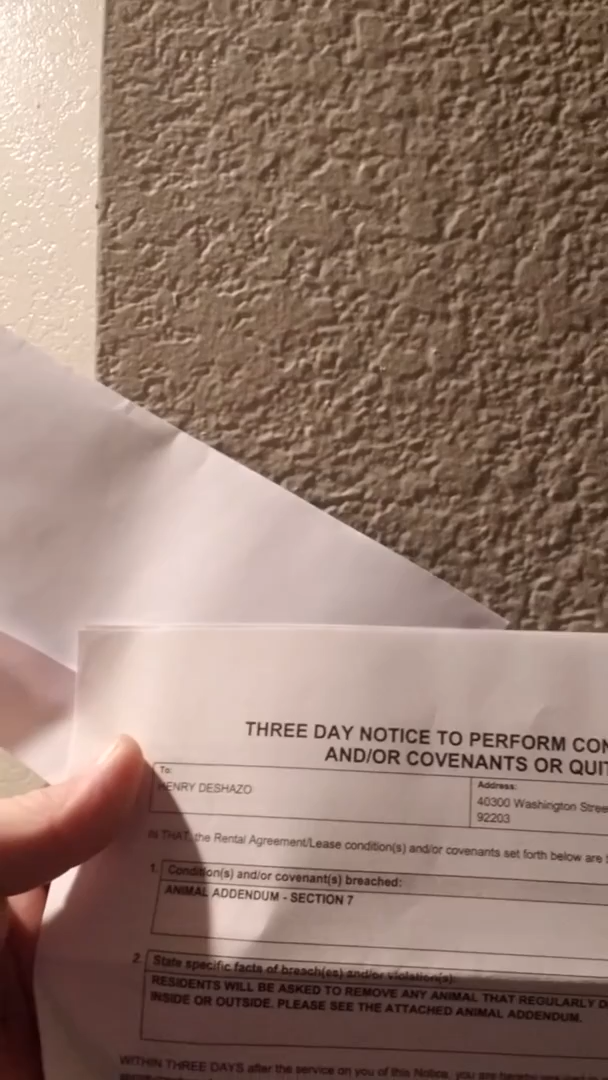 THREE DAY NOTICE TO PERFORM CON
AND/OR COVENANTS OR QUIT
To:
HENRY DESHAZO
Address:
40300 Washington Stree
92203
IN THAT, the Rental Agreement/Lease condition(s) and/or covenants set forth below are
1. Condition(s) and/or covenant(s) breached:
ANIMAL ADDENDUM - SECTION 7
2. State specific facts of breach(es) and/or violation(s):
RESIDENTS WILL BE ASKED TO REMOVE ANY ANIMAL THAT REGULARLY D
INSIDE OR OUTSIDE. PLEASE SEE THE ATTACHED ANIMAL ADDENDUM.
WITHIN THREE DAYS after the service on you of this Notice, you are hereby